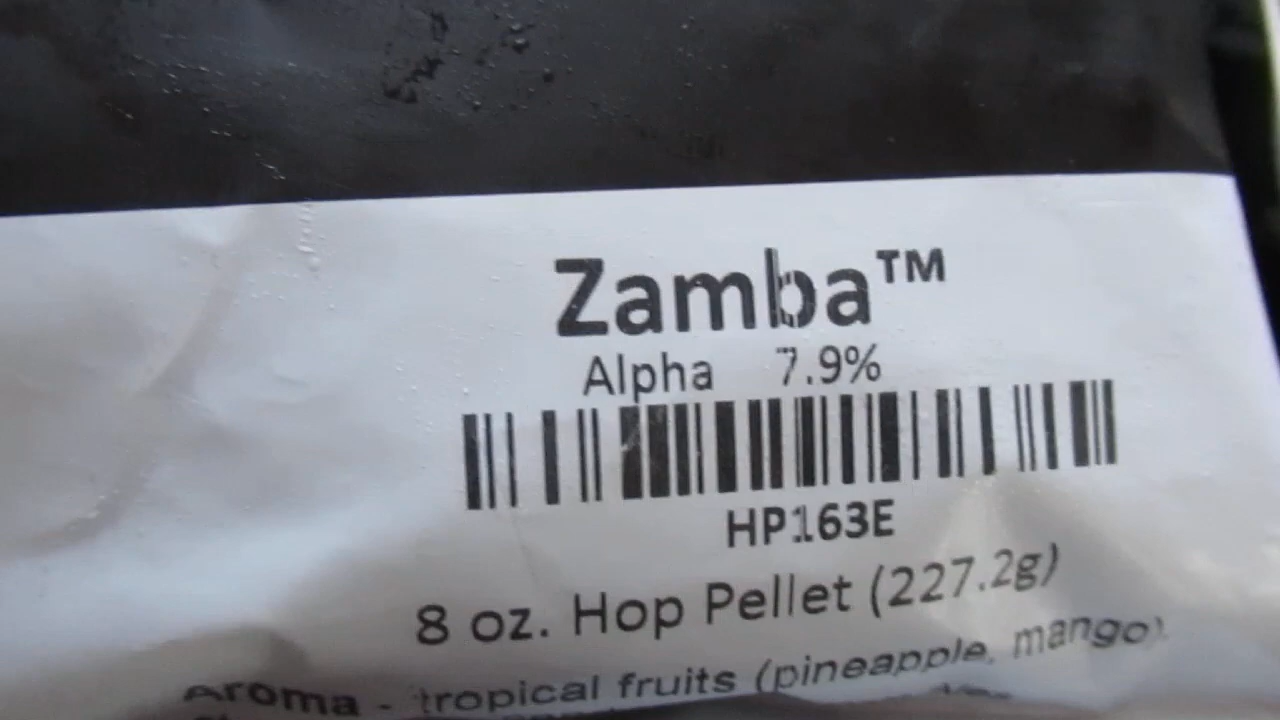 Zamba™
Alpha 7.9%
HP163E
8 oz. Hop Pellet (227.2g)
Aroma - tropical fruits (pineapple, mango).